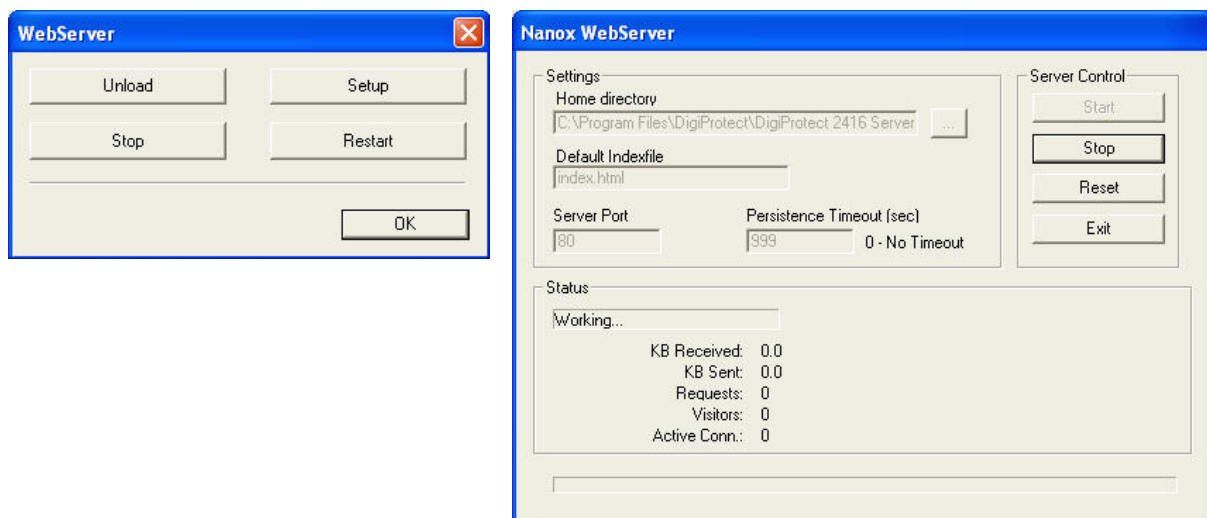 WebServer
Unload
Setup
Stop
Restart
OK
Nanox WebServer
Settings
Home directory
C:\Program Files\DigiProtect\DigiProtect 2416 Server
...
Default Indexfile
index.html
Server Port
Persistence Timeout (sec)
80
999
0 - No Timeout
Server Control
Start
Stop
Reset
Exit
Status
Working...
KB Received: 0.0
KB Sent: 0.0
Requests: 0
Visitors: 0
Active Conn.: 0